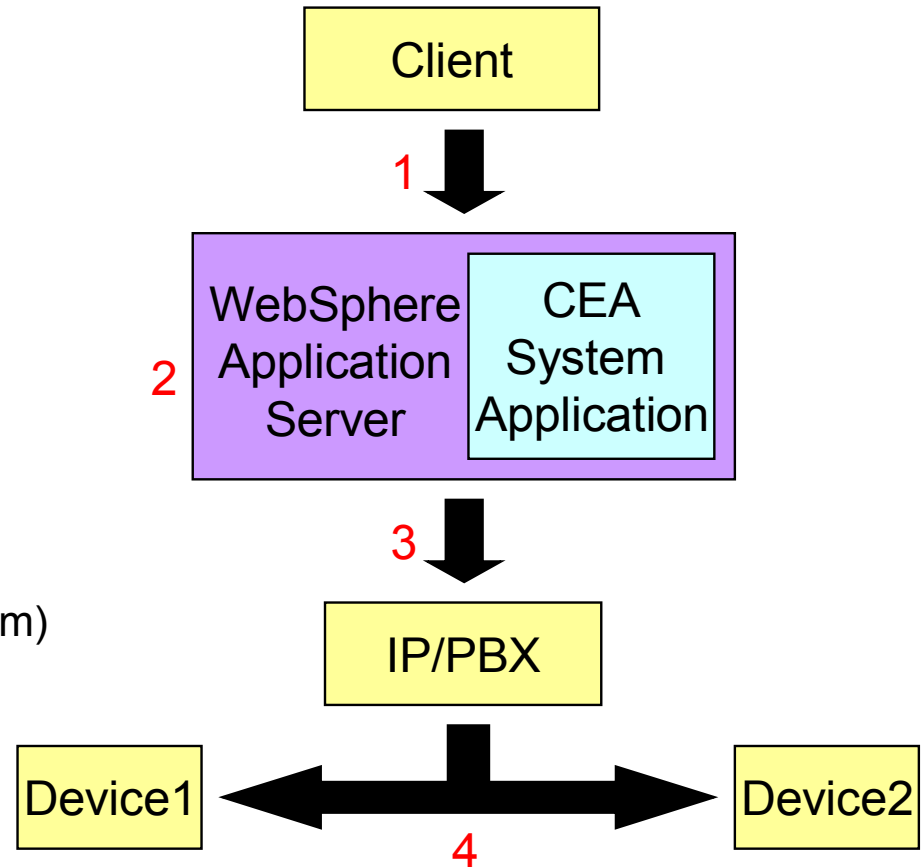 Client
1
WebSphere
Application
Server
CEA
System
Application
2
3
m)
IP/PBX
Device1
Device2
4